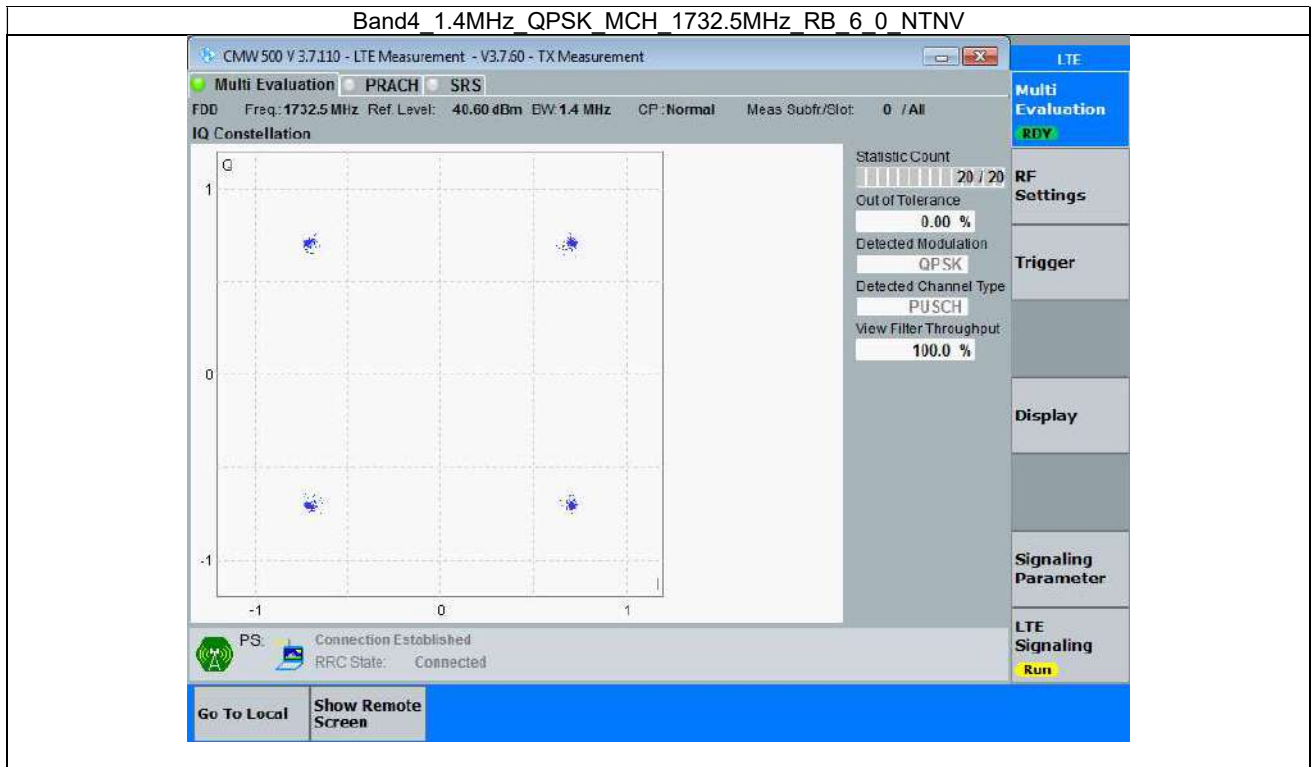 Band4_1.4MHz_QPSK_MCH_1732.5MHz_RB_6_0_NTNV
CMW 500 V 3.7.110 - LTE Measurement - V3.7.60 - TX Measurement
LTE
Multi Evaluation PRACH SRS
Multi
Evaluation
RDY
FDD Freq.: 1732.5 MHz Ref. Level: 40.60 dBm BW: 1.4 MHz CP: Normal Meas Subfr./Slot: 0 / All
IQ Constellation
Q
1
0
-1
-1 0 1
I
Statistic Count
20 / 20
Out of Tolerance
0.00 %
Detected Modulation
QPSK
Detected Channel Type
PUSCH
View Filter Throughput
100.0 %
RF
Settings
Trigger
Display
Signaling
Parameter
LTE
Signaling
Run
PS: Connection Established
RRC State: Connected
Go To Local
Show Remote
Screen